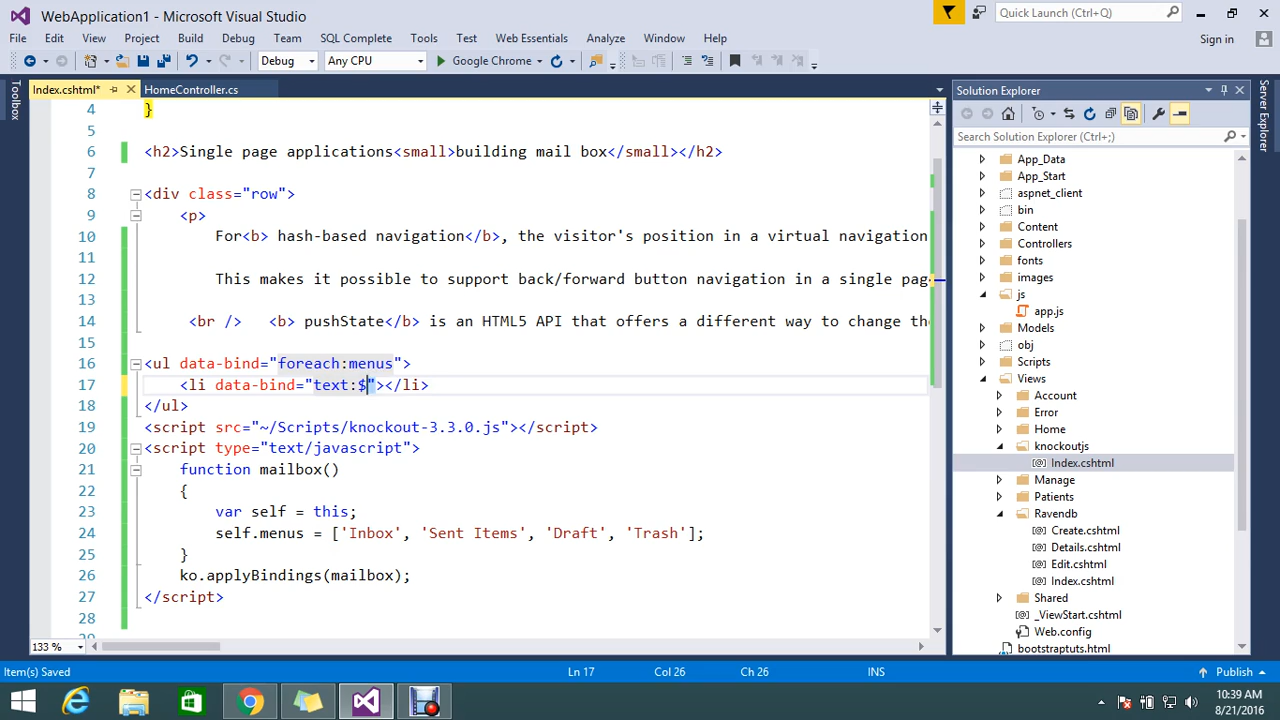 WebApplication1 - Microsoft Visual Studio
Quick Launch (Ctrl+Q)
File Edit View Project Build Debug Team SQL Complete Tools Test Web Essentials Analyze Window Help
Sign in
Debug Any CPU Google Chrome
Toolbox
Index.cshtml* HomeController.cs
4 }
5
6 <h2>Single page applications<small>building mail box</small></h2>
7
8 <div class="row">
9 <p>
10 For<b> hash-based navigation</b>, the visitor's position in a virtual navigation
11
12 This makes it possible to support back/forward button navigation in a single pag
13
14 <br /> <b> pushState</b> is an HTML5 API that offers a different way to change the
15
16 <ul data-bind="foreach:menus">
17 <li data-bind="text:$"></li>
18 </ul>
19 <script src="~/Scripts/knockout-3.3.0.js"></script>
20 <script type="text/javascript">
21 function mailbox()
22 {
23 var self = this;
24 self.menus = ['Inbox', 'Sent Items', 'Draft', 'Trash'];
25 }
26 ko.applyBindings(mailbox);
27 </script>
28
133 %
Solution Explorer
Search Solution Explorer (Ctrl+;)
App_Data
App_Start
aspnet_client
bin
Content
Controllers
fonts
images
js
app.js
Models
obj
Scripts
Views
Account
Error
Home
knockoutjs
Index.cshtml
Manage
Patients
Ravendb
Create.cshtml
Details.cshtml
Edit.cshtml
Index.cshtml
Shared
_ViewStart.cshtml
Web.config
bootstraptuts.html
Server Explorer
Item(s) Saved Ln 17 Col 26 Ch 26 INS Publish
10:39 AM
8/21/2016